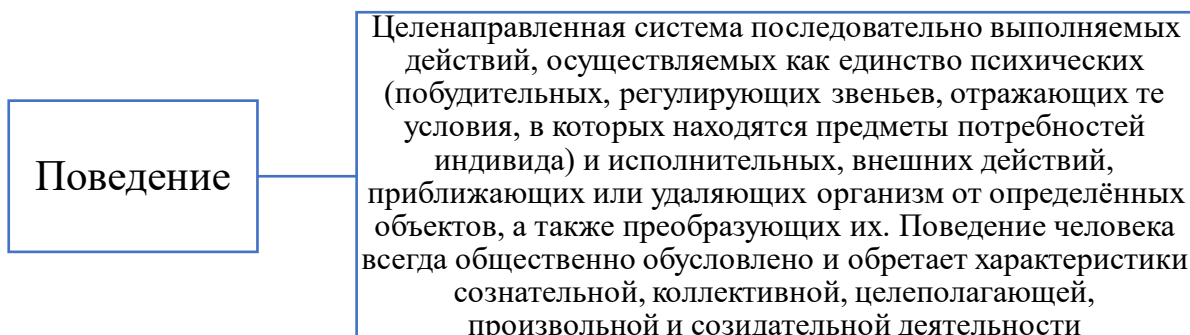 Поведение
Целенаправленная система последовательно выполняемых
действий, осуществляемых как единство психических
(побудительных, регулирующих звеньев, отражающих те
условия, в которых находятся предметы потребностей
индивида) и исполнительных, внешних действий,
приближающих или удаляющих организм от определённых
объектов, а также преобразующих их. Поведение человека
всегда общественно обусловлено и обретает характеристики
сознательной, коллективной, целеполагающей,
произвольной и созидательной деятельности